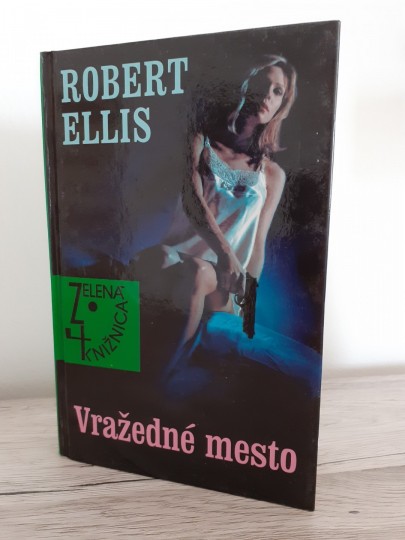 ROBERT
ELLIS
ZELENÁ
KNIŽNICA
Vražedné mesto